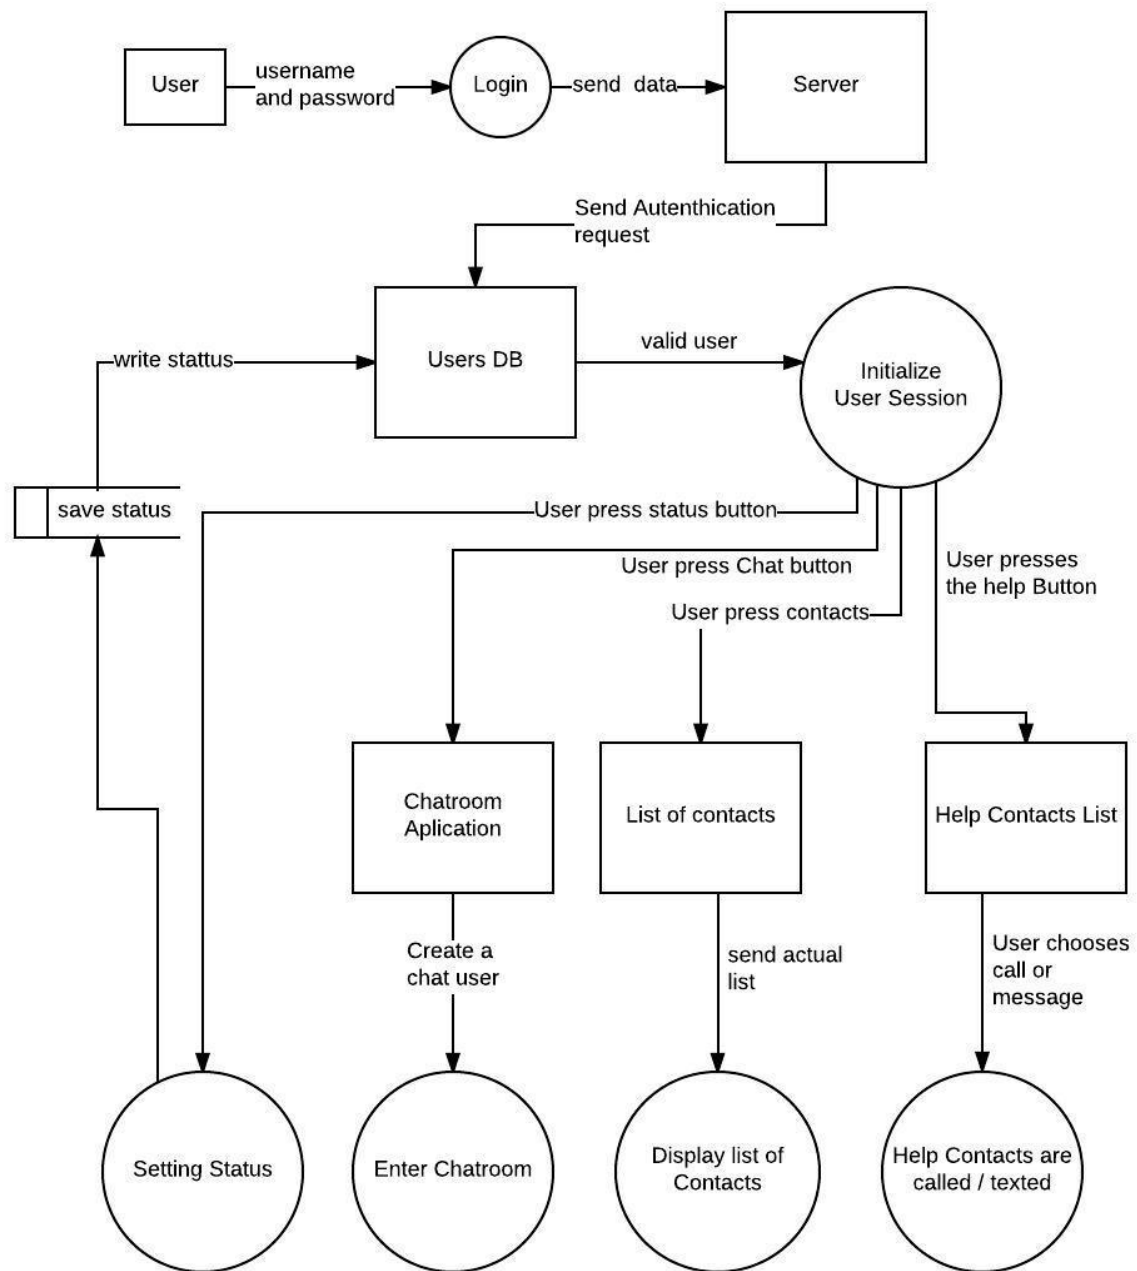 User
username
and password
Login
send data
Server
Send Autenthication
request
write stattus
Users DB
valid user
Initialize
User Session
save status
User press status button
User press Chat button
User presses
the help Button
User press contacts
Chatroom
Aplication
List of contacts
Help Contacts List
Create a
chat user
send actual
list
User chooses
call or
message
Setting Status
Enter Chatroom
Display list of
Contacts
Help Contacts are
called / texted